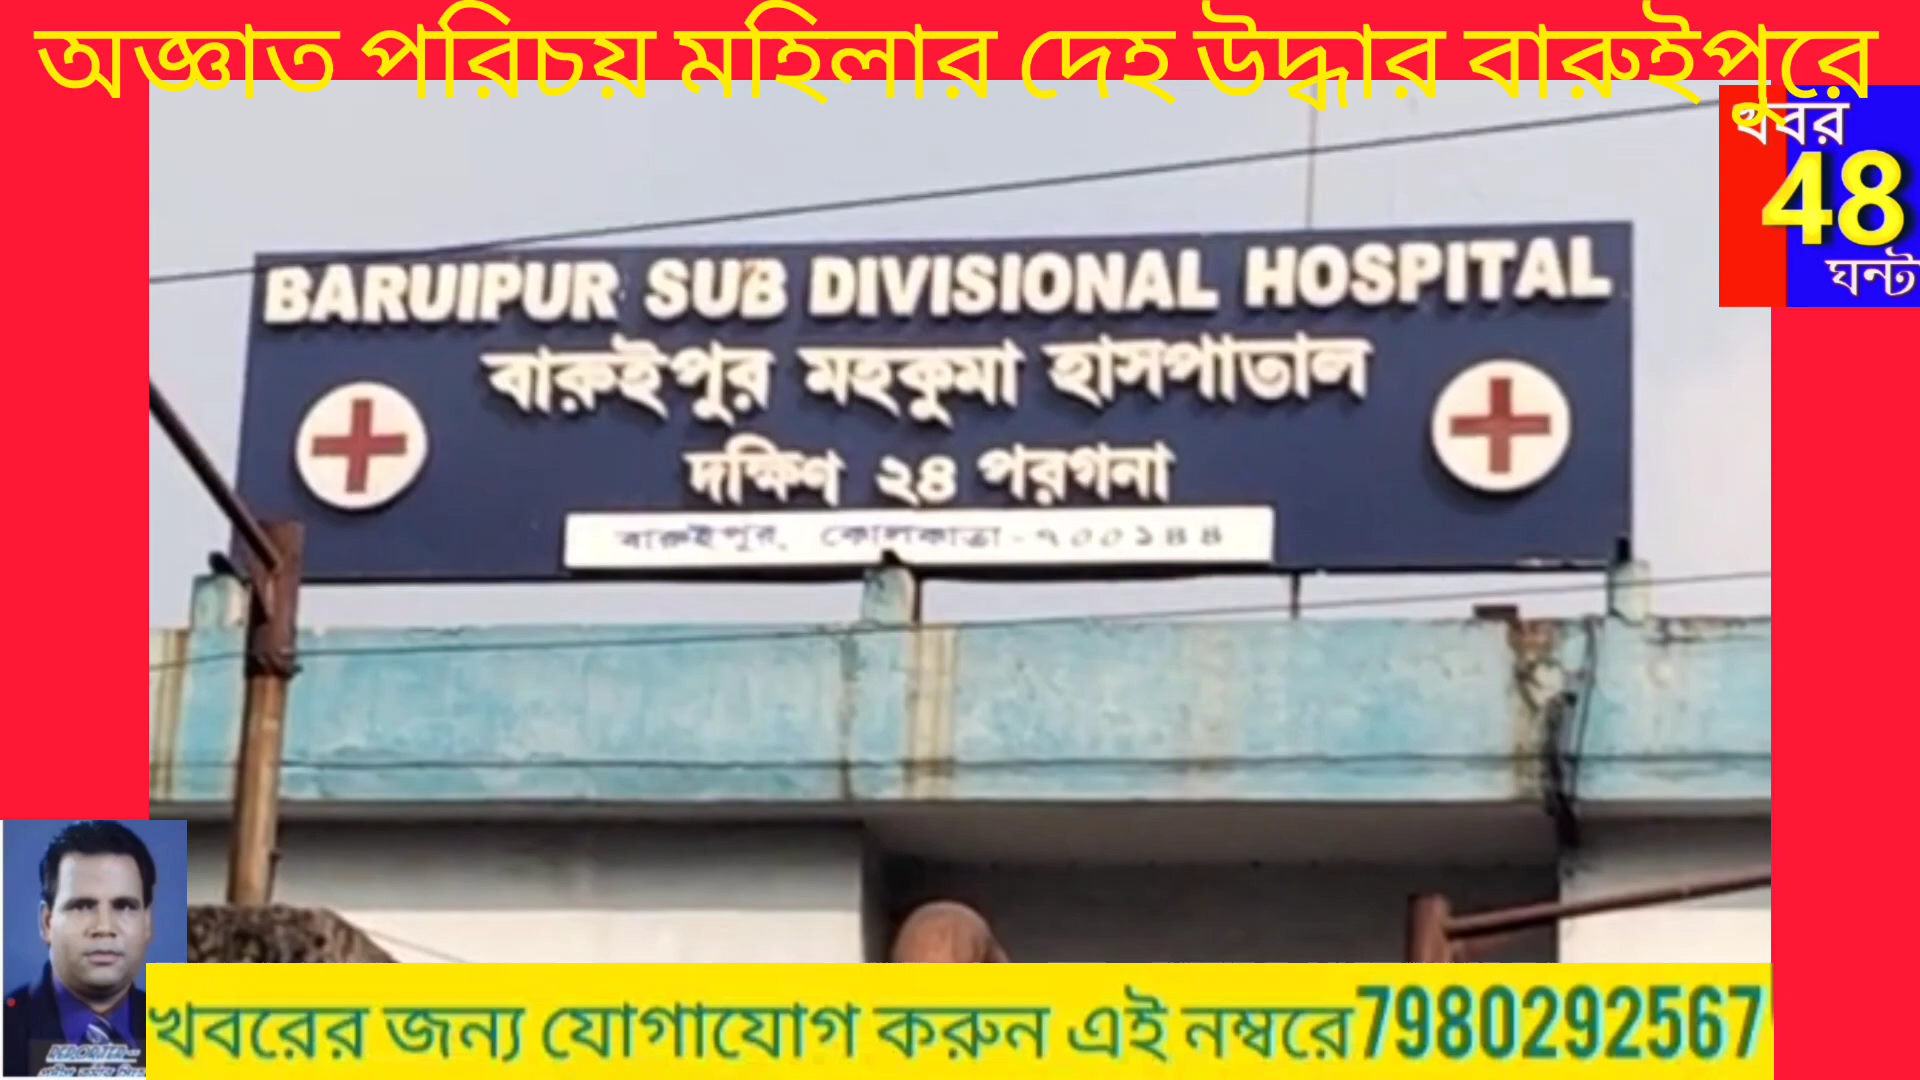 অজ্ঞাত পরিচয় মহিলার দেহ উদ্ধার বারুইপুরে
খবর
48
ঘন্ট
BARUIPUR SUB DIVISIONAL HOSPITAL
বারুইপুর মহকুমা হাসপাতাল
দক্ষিণ ২৪ পরগনা
বারুইপুর, কোলকাতা-৭০০১৪৪
REPORTER
খবরের জন্য যোগাযোগ করুন এই নম্বরে 7980292567